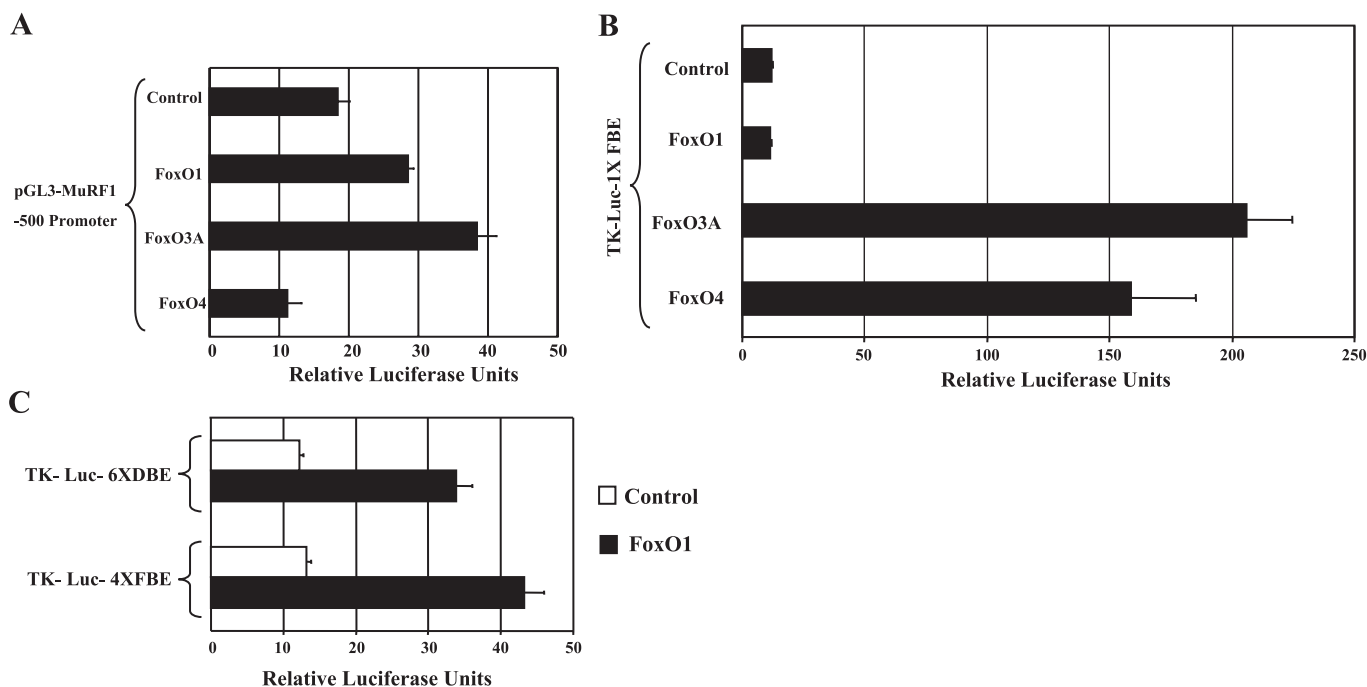 A
pGL3-MuRF1
-500 Promoter
Control
FoxO1
FoxO3A
FoxO4
0 10 20 30 40 50
Relative Luciferase Units
B
TK-Luc-1X FBE
Control
FoxO1
FoxO3A
FoxO4
0 50 100 150 200 250
Relative Luciferase Units
C
TK- Luc- 6XDBE
TK- Luc- 4XFBE
0 10 20 30 40 50
Relative Luciferase Units
Control
FoxO1